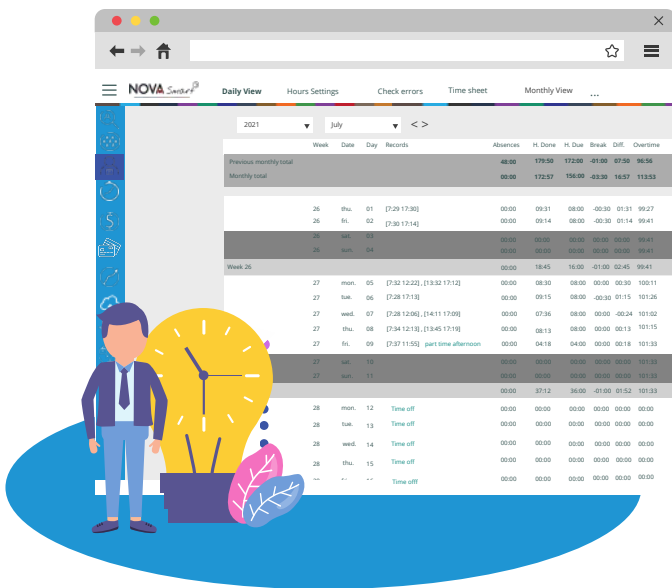 NOVA Smart Daily View Hours Settings Check errors Time sheet Monthly View ...
2021 July < >
Week Date Day Records Absences H. Done H. Due Break Diff. Overtime
Previous monthly total 48:00 179:50 172:00 -01:00 07:50 96:56
Monthly total 00:00 172:57 156:00 -03:30 16:57 113:53
26 thu. 01 [7:29 17:30] 00:00 09:31 08:00 -00:30 01:31 99:27
26 fri. 02 [7:30 17:14] 00:00 09:14 08:00 -00:30 01:14 99:41
26 sat. 03 00:00 00:00 00:00 00:00 00:00 99:41
26 sun. 04 00:00 00:00 00:00 00:00 00:00 99:41
Week 26 00:00 18:45 16:00 -01:00 02:45 99:41
27 mon. 05 [7:32 12:22] , [13:32 17:12] 00:00 08:30 08:00 00:00 00:30 100:11
27 tue. 06 [7:28 17:13] 00:00 09:15 08:00 -00:30 01:15 101:26
27 wed. 07 [7:28 12:06] , [14:11 17:09] 00:00 07:36 08:00 00:00 -00:24 101:02
27 thu. 08 [7:34 12:13] , [13:45 17:19] 00:00 08:13 08:00 00:00 00:13 101:15
27 fri. 09 [7:37 11:55] part time afternoon 00:00 04:18 04:00 00:00 00:18 101:33
27 sat. 10 00:00 00:00 00:00 00:00 00:00 101:33
27 sun. 11 00:00 00:00 00:00 00:00 00:00 101:33
00:00 37:12 36:00 -01:00 01:52 101:33
28 mon. 12 Time off 00:00 00:00 00:00 00:00 00:00 00:00
28 tue. 13 Time off 00:00 00:00 00:00 00:00 00:00 00:00
28 wed. 14 Time off 00:00 00:00 00:00 00:00 00:00 00:00
28 thu. 15 Time off 00:00 00:00 00:00 00:00 00:00 00:00
Time offf 00:00 00:00 00:00 00:00 00:00 00:00